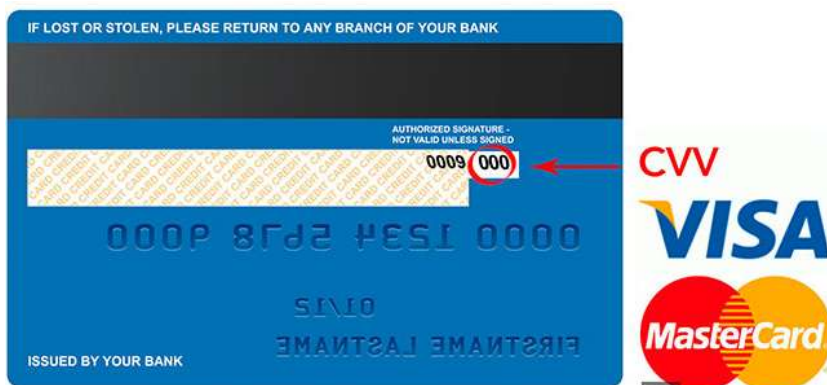 IF LOST OR STOLEN, PLEASE RETURN TO ANY BRANCH OF YOUR BANK
AUTHORIZED SIGNATURE -
NOT VALID UNLESS SIGNED
0009 000
CVV
VISA
0000 1234 5678 9000
MasterCard
01/12
FIRSTNAME LASTNAME
ISSUED BY YOUR BANK